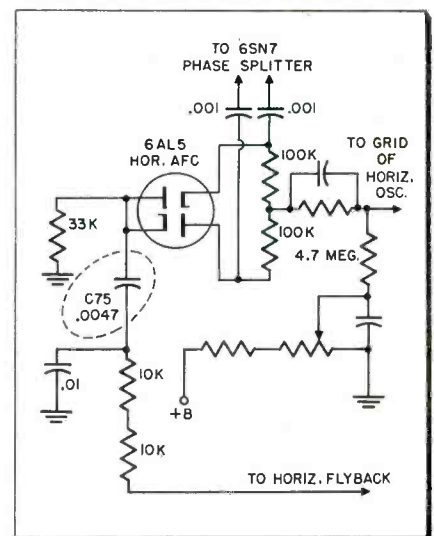 TO 6SN7
PHASE SPLITTER
.001
.001
6AL5
HOR. AFC
TO GRID
OF
HORIZ.
OSC.
100K
33K
100K
4.7 MEG.
C75
.0047
.01
10K
+B
10K
TO HORIZ. FLYBACK